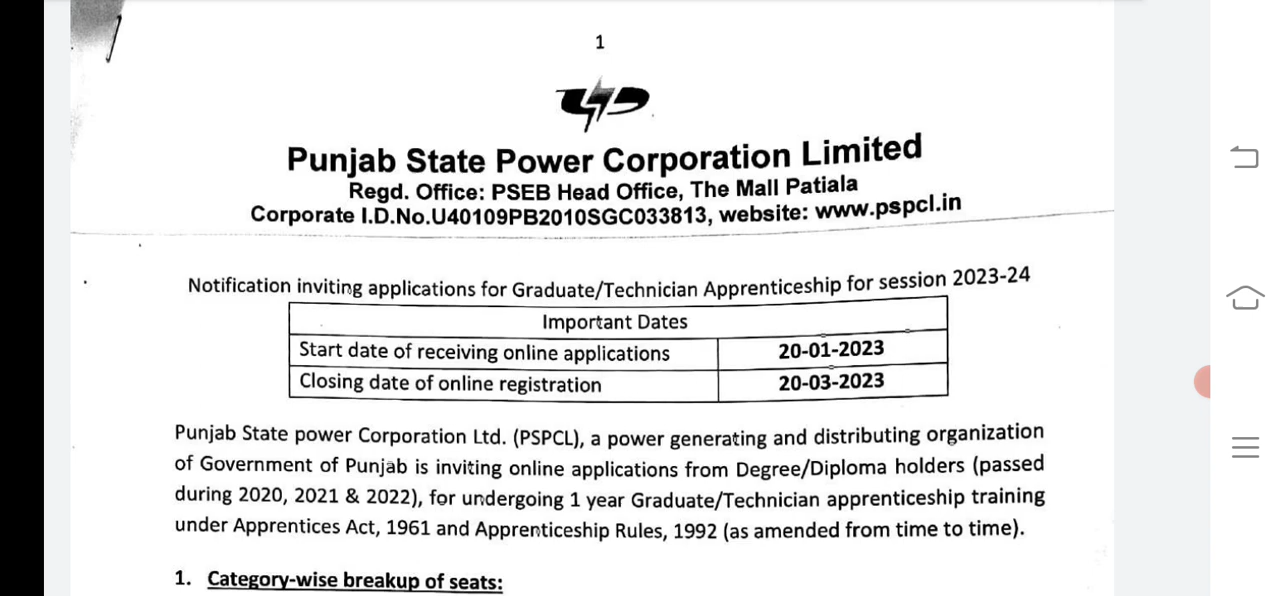 1
Punjab State Power Corporation Limited
Regd. Office: PSEB Head Office, The Mall Patiala
Corporate I.D.No.U40109PB2010SGC033813, website: www.pspcl.in
Notification inviting applications for Graduate/Technician Apprenticeship for session 2023-24
Important Dates
Start date of receiving online applications 20-01-2023
Closing date of online registration 20-03-2023
Punjab State power Corporation Ltd. (PSPCL), a power generating and distributing organization
of Government of Punjab is inviting online applications from Degree/Diploma holders (passed
during 2020, 2021 & 2022), for undergoing 1 year Graduate/Technician apprenticeship training
under Apprentices Act, 1961 and Apprenticeship Rules, 1992 (as amended from time to time).
1. Category-wise breakup of seats: